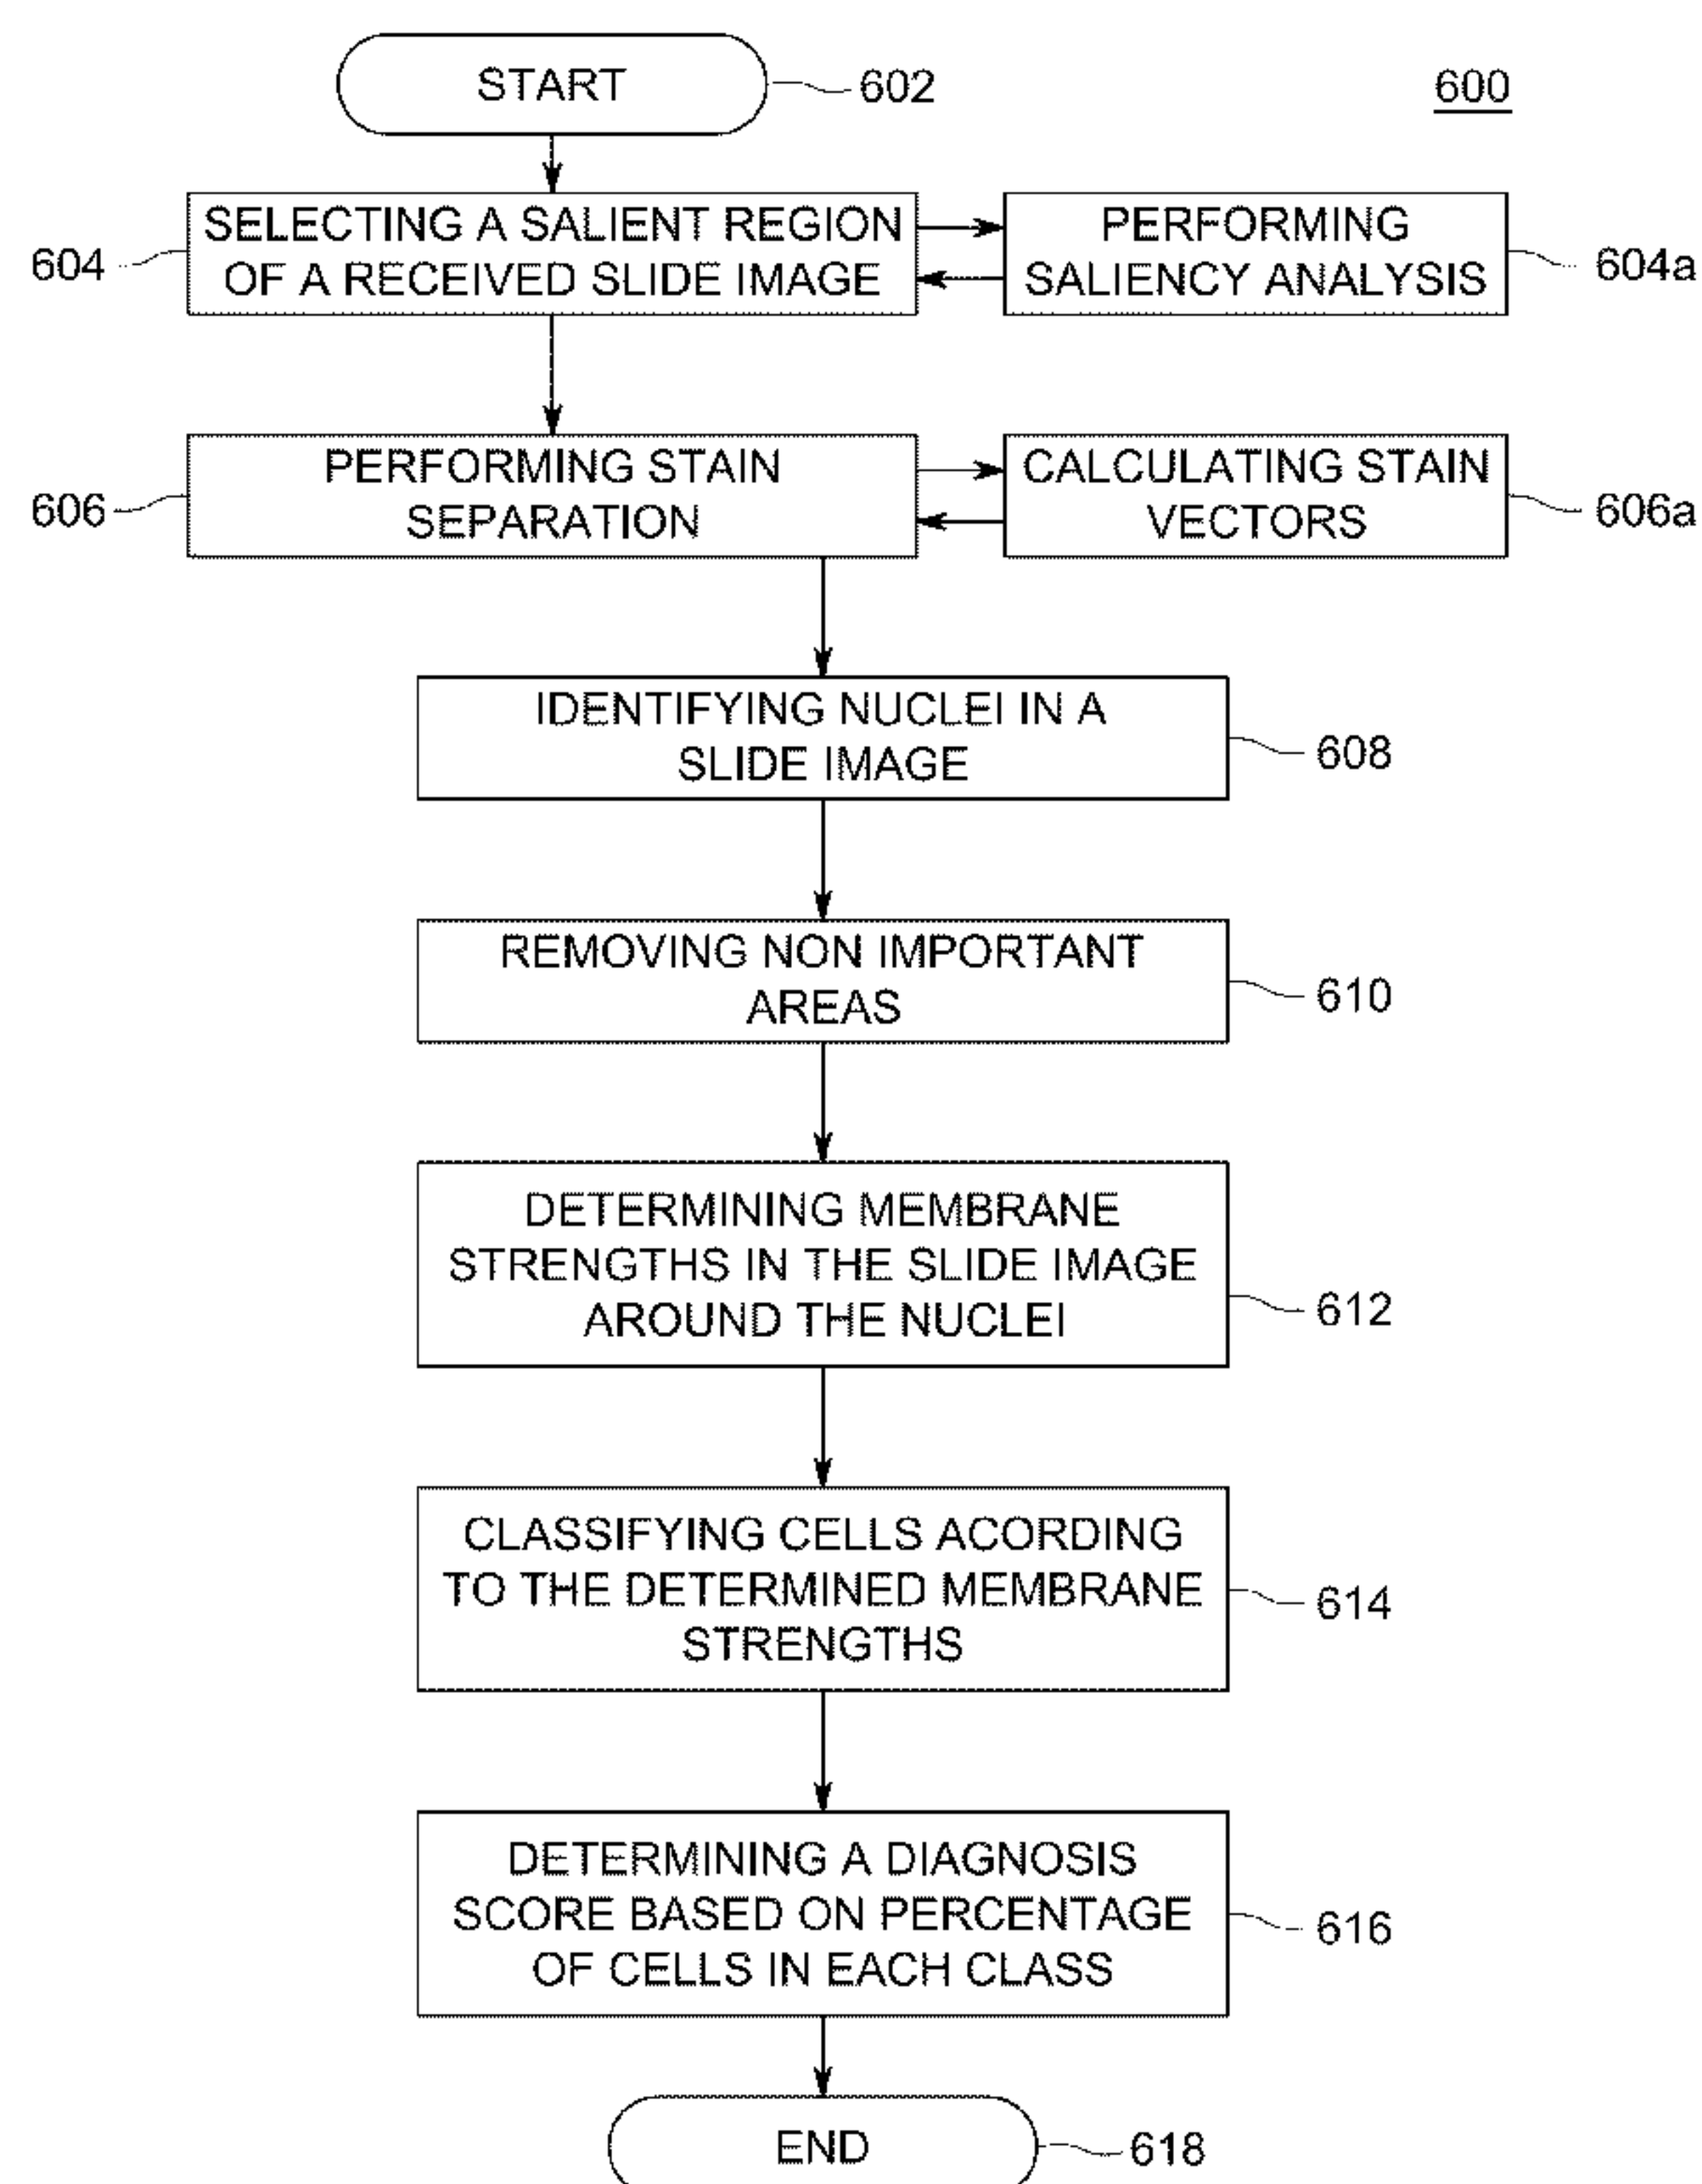 START
602
600
SELECTING A SALIENT REGION
OF A RECEIVED SLIDE IMAGE
604
PERFORMING
SALIENCY ANALYSIS
604a
PERFORMING STAIN
SEPARATION
606
CALCULATING STAIN
VECTORS
606a
IDENTIFYING NUCLEI IN A
SLIDE IMAGE
608
REMOVING NON IMPORTANT
AREAS
610
DETERMINING MEMBRANE
STRENGTHS IN THE SLIDE IMAGE
AROUND THE NUCLEI
612
CLASSIFYING CELLS ACORDING
TO THE DETERMINED MEMBRANE
STRENGTHS
614
DETERMINING A DIAGNOSIS
SCORE BASED ON PERCENTAGE
OF CELLS IN EACH CLASS
616
END
618